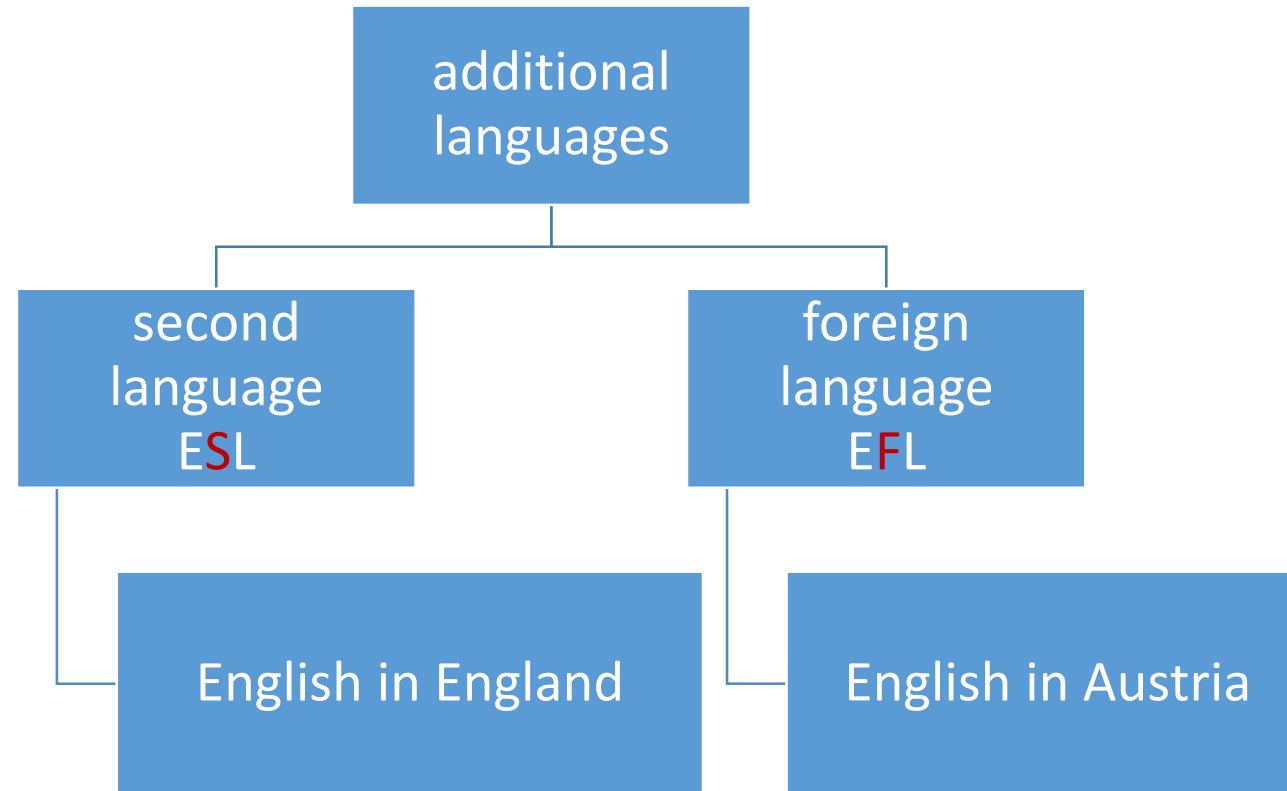 additional
languages
second
language
ESL
foreign
language
EFL
English in England
English in Austria